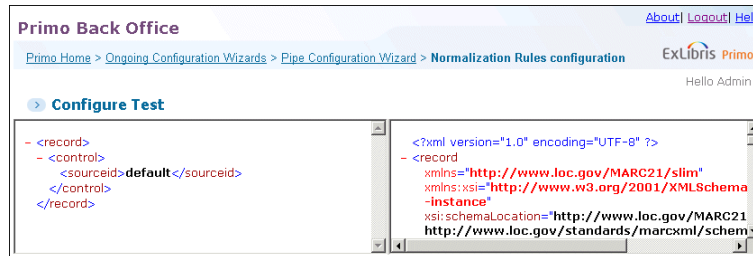 About| Logout| Hel
Primo Back Office
Primo Home > Ongoing Configuration Wizards > Pipe Configuration Wizard > Normalization Rules configuration
ExLibris Primo
Hello Admin
Configure Test
– <record>
– <control>
<sourceid>default</sourceid>
</control>
</record>
<?xml version="1.0" encoding="UTF-8" ?>
– <record
xmlns="http://www.loc.gov/MARC21/slim"
xmlns:xsi="http://www.w3.org/2001/XMLSchema
-instance"
xsi:schemaLocation="http://www.loc.gov/MARC21
http://www.loc.gov/standards/marcxml/schem